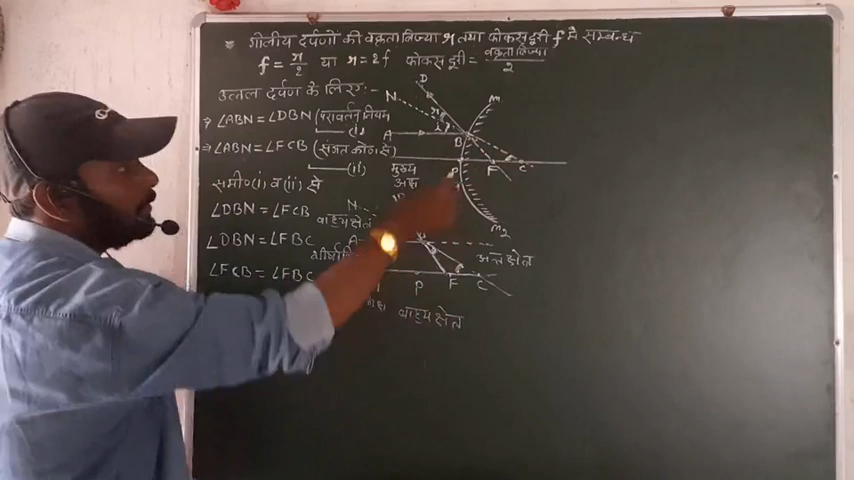 * गोलीय दर्पणों की वक्रता त्रिज्या r तथा फोकस दूरी f में सम्बन्ध
f = r/2 या r = 2f फोकस दूरी = वक्रता त्रिज्या/2
उत्तल दर्पण के लिए :-
⇒ ∠ABN = ∠DBN (परावर्तन नियम
(i)
⇒ ∠ABN = ∠FCB (संगत कोण से)
(ii)
समी० (i) व (ii) से
∠DBN = ∠FCB
∠DBN = ∠FBC
∠FCB = ∠FBC
D
N
M
r
i
A
B
P
F
C
मुख्य
अक्ष
M2
N
बाह्य क्षेत्र
A
अन्तः क्षेत्र
P
F
C
बाह्य क्षेत्र